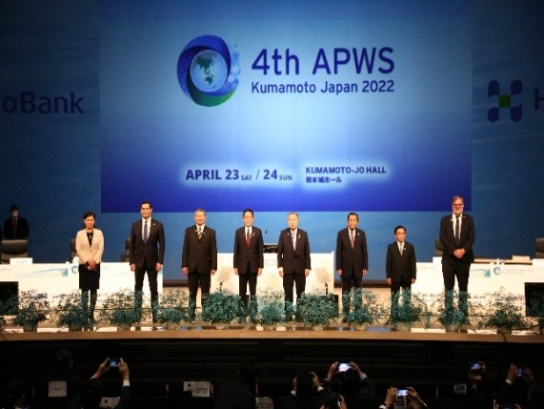 4th APWS
Kumamoto Japan 2022
APRIL 23 SAT / 24 SUN
KUMAMOTO-JO HALL
熊本城ホール
o Bank
H